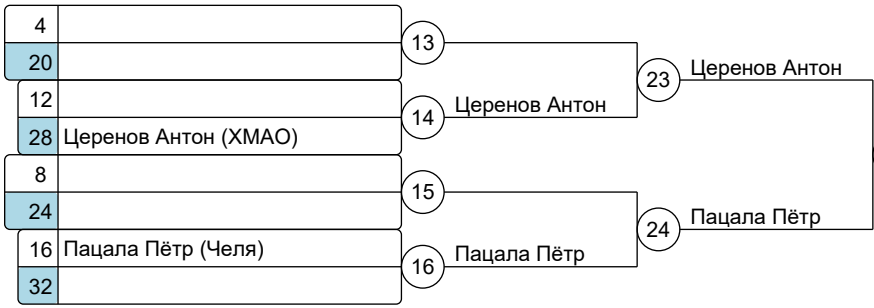 4
13
20
23
Церенов Антон
12
14
Церенов Антон
28 Церенов Антон (ХМАО)
8
15
24
24
Пацала Пётр
16 Пацала Пётр (Челя)
16
Пацала Пётр
32